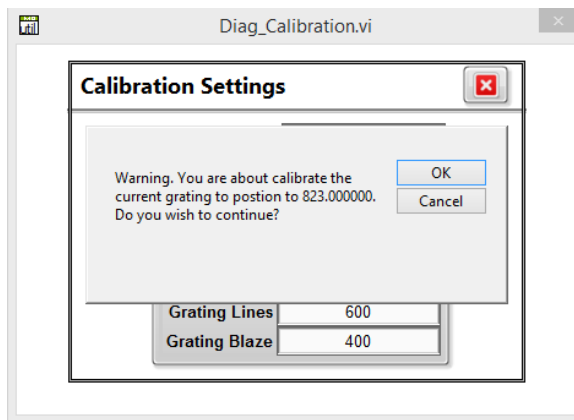 util
Diag_Calibration.vi
Calibration Settings
Warning. You are about calibrate the
current grating to postion to 823.000000.
Do you wish to continue?
OK
Cancel
Grating Lines 600
Grating Blaze 400